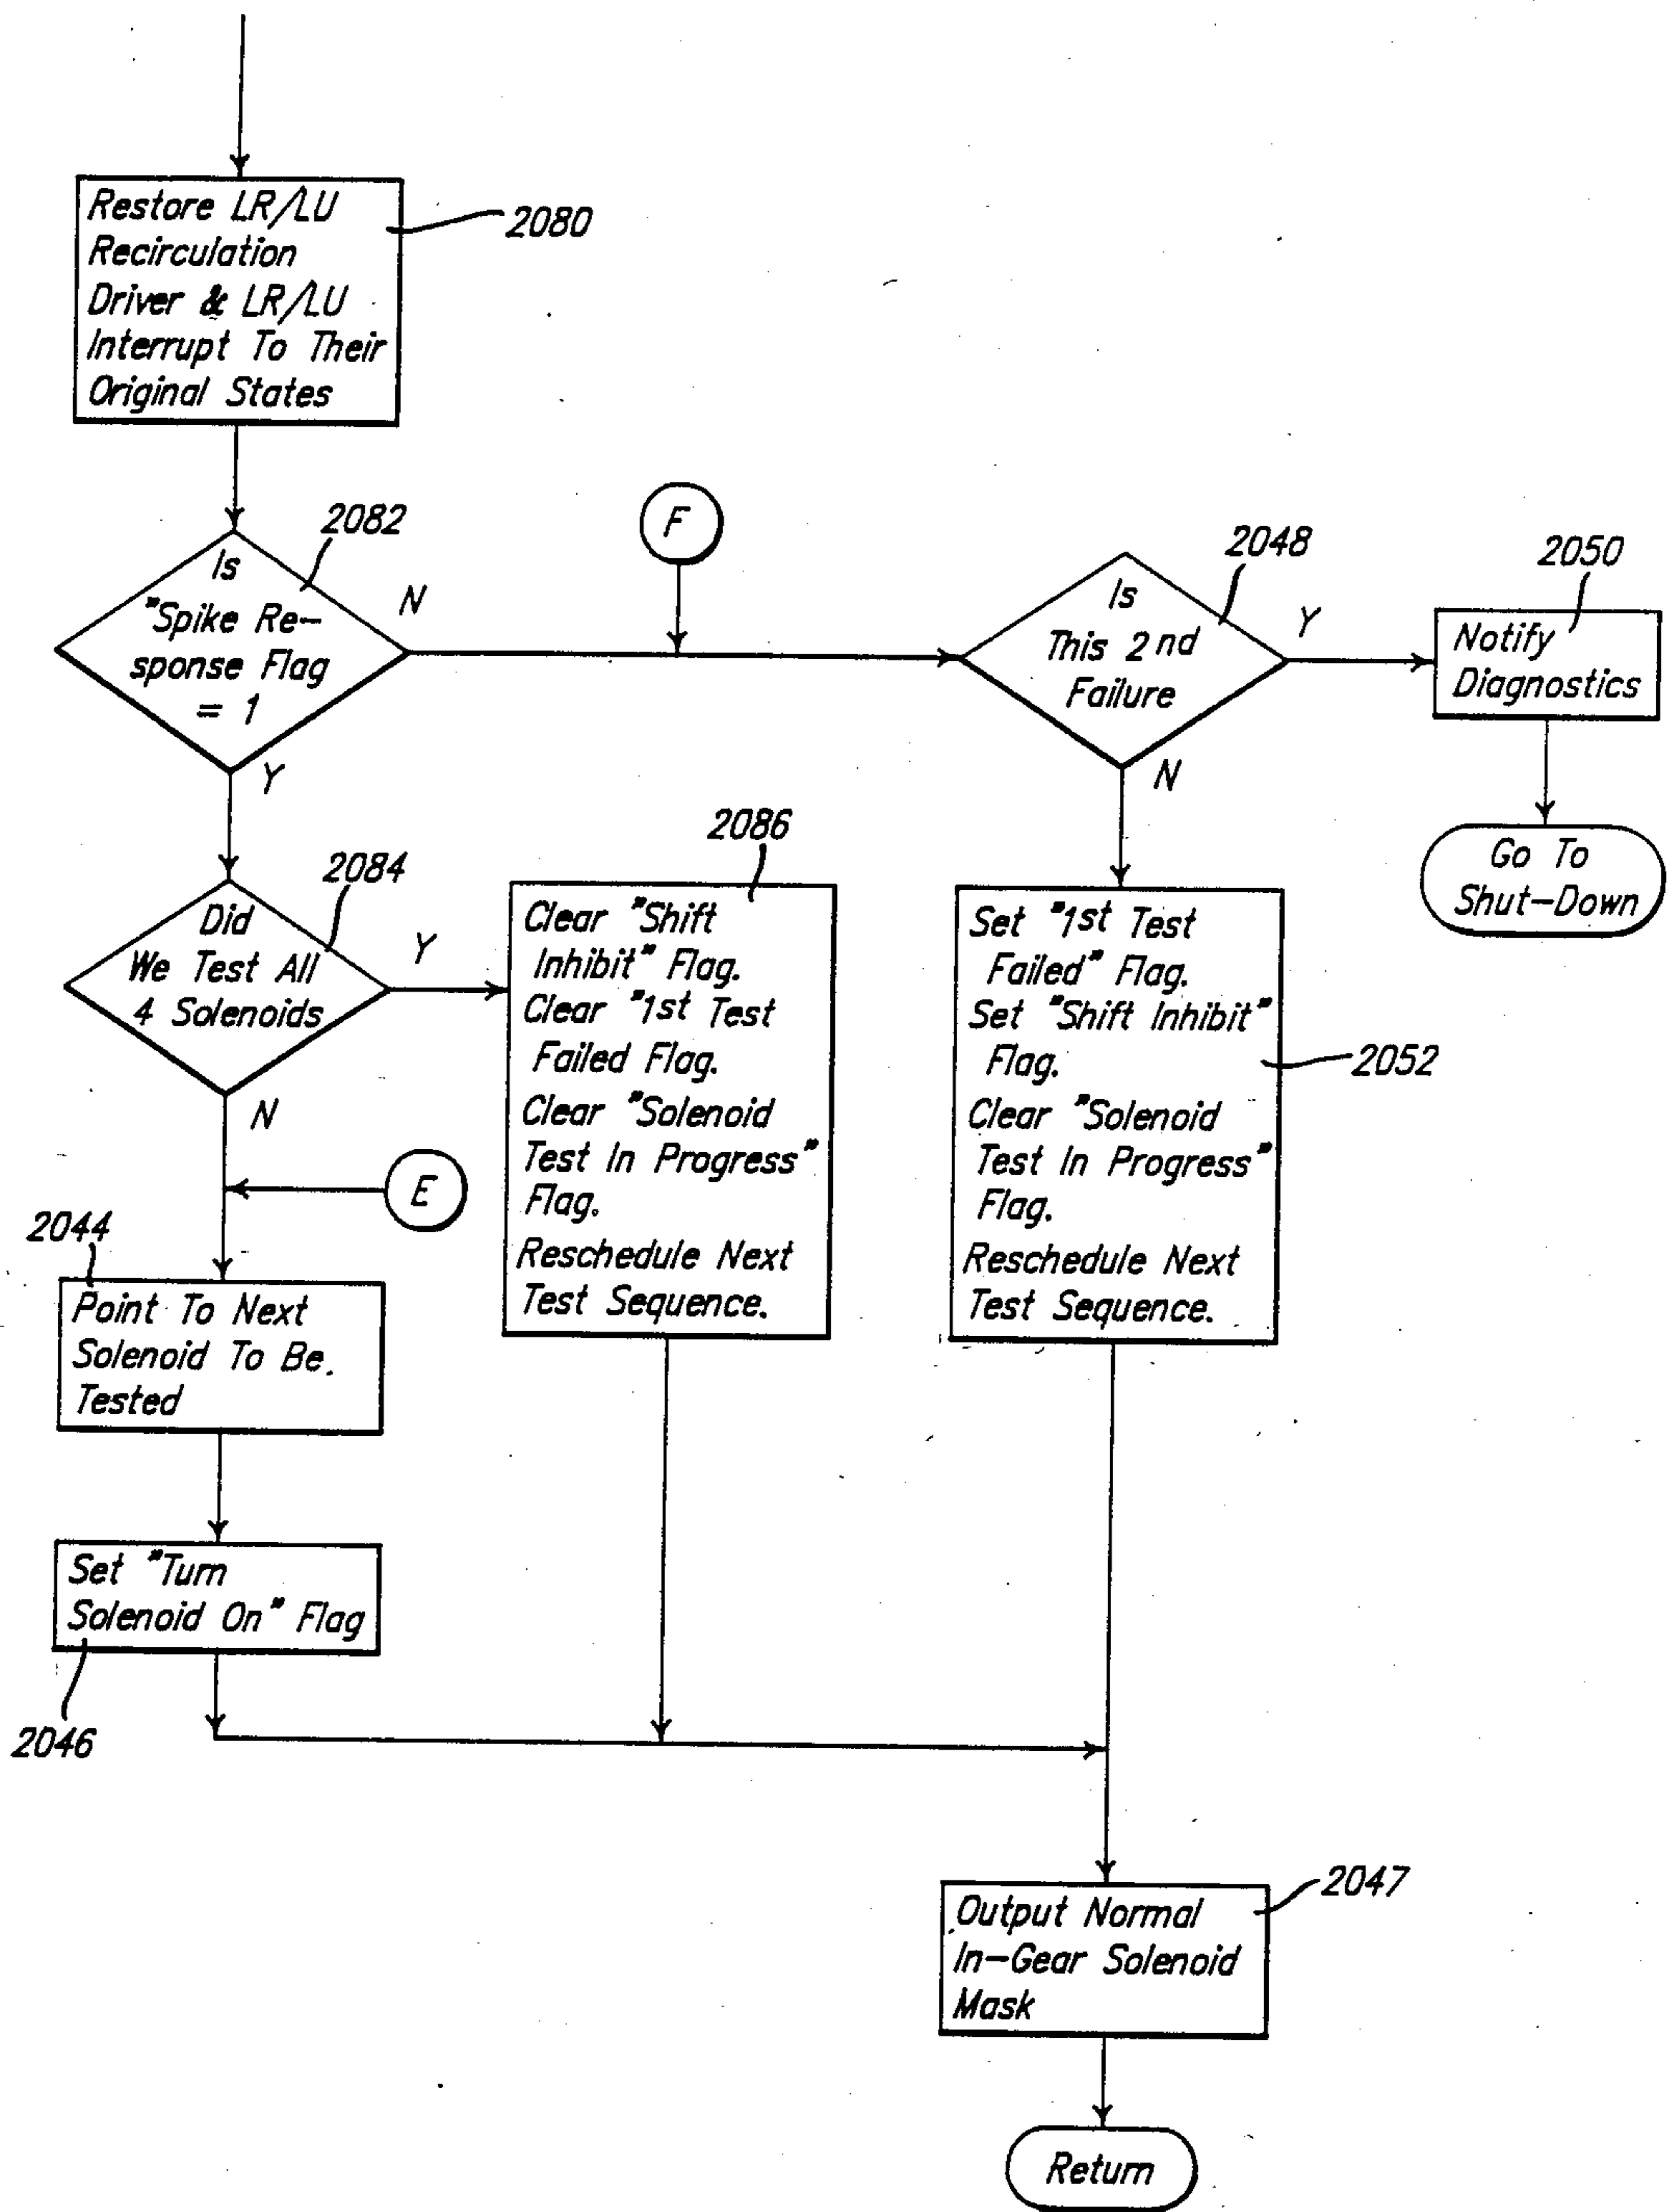 Restore LR/LU
Recirculation
Driver & LR/LU
Interrupt To Their
Original States
2080
Is
"Spike Re-
sponse Flag
= 1
2082
N
Y
F
Is
This 2nd
Failure
2048
Y
N
2050
Notify
Diagnostics
Go To
Shut-Down
Did
We Test All
4 Solenoids
2084
Y
N
2086
Clear "Shift
Inhibit" Flag.
Clear "1st Test
Failed Flag.
Clear "Solenoid
Test In Progress"
Flag.
Reschedule Next
Test Sequence.
Set "1st Test
Failed" Flag.
Set "Shift Inhibit"
Flag.
Clear "Solenoid
Test In Progress"
Flag.
Reschedule Next
Test Sequence.
2052
E
2044
Point To Next
Solenoid To Be.
Tested
Set "Turn
Solenoid On" Flag
2046
Output Normal
In-Gear Solenoid
Mask
2047
Return